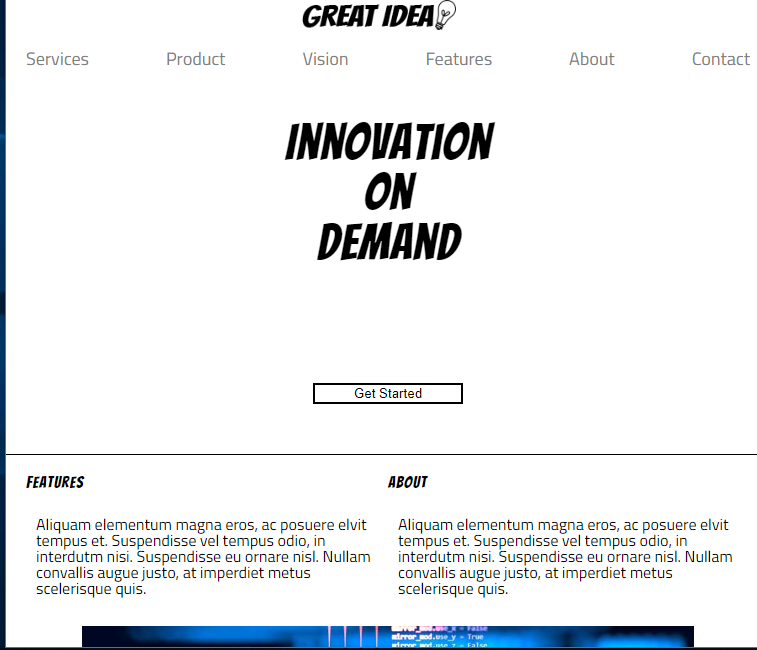 GREAT IDEA
Services Product Vision Features About Contact
INNOVATION
ON
DEMAND
Get Started
FEATURES
Aliquam elementum magna eros, ac posuere elvit
tempus et. Suspendisse vel tempus odio, in
interdutm nisi. Suspendisse eu ornare nisl. Nullam
convallis augue justo, at imperdiet metus
scelerisque quis.
ABOUT
Aliquam elementum magna eros, ac posuere elvit
tempus et. Suspendisse vel tempus odio, in
interdutm nisi. Suspendisse eu ornare nisl. Nullam
convallis augue justo, at imperdiet metus
scelerisque quis.
mirror_mod.use_x = False
mirror_mod.use_y = True
mirror_mod.use_z = False